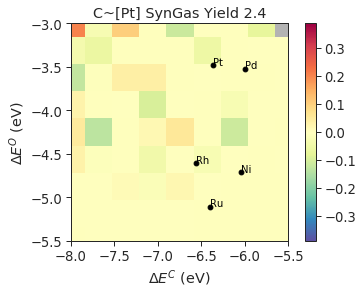 C~[Pt] SynGas Yield 2.4
−3.0
−3.5
−4.0
−4.5
−5.0
−5.5
ΔE^O (eV)
Pt
Pd
Rh
Ni
Ru
−8.0 −7.5 −7.0 −6.5 −6.0 −5.5
ΔE^C (eV)
0.3
0.2
0.1
0.0
−0.1
−0.2
−0.3